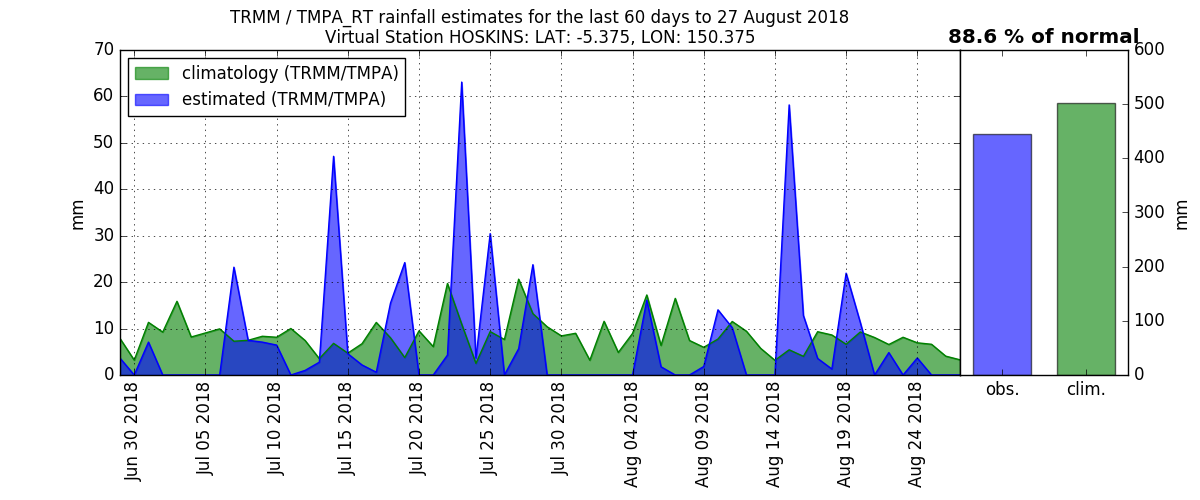 TRMM / TMPA_RT rainfall estimates for the last 60 days to 27 August 2018
Virtual Station HOSKINS: LAT: -5.375, LON: 150.375
88.6 % of normal
climatology (TRMM/TMPA)
estimated (TRMM/TMPA)
70
60
50
40
30
20
10
0
mm
Jun 30 2018
Jul 05 2018
Jul 10 2018
Jul 15 2018
Jul 20 2018
Jul 25 2018
Jul 30 2018
Aug 04 2018
Aug 09 2018
Aug 14 2018
Aug 19 2018
Aug 24 2018
obs.
clim.
600
500
400
300
200
100
0
mm